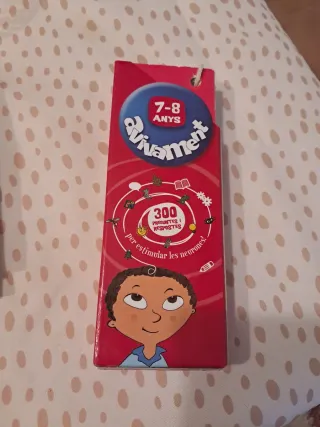 7-8
ANYS
avivament
300
PREGUNTES I
RESPOSTES
per estimular les neurones!